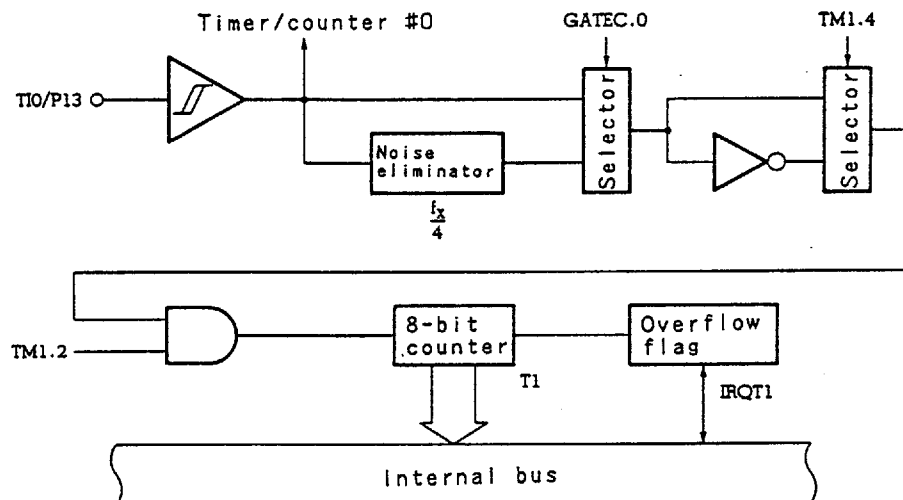 Timer/counter #0
GATEC.0
TM1.4
TI0/P13
Selector
Selector
Noise
eliminator
fx
4
TM1.2
8-bit
counter
T1
Overflow
flag
IRQT1
Internal bus